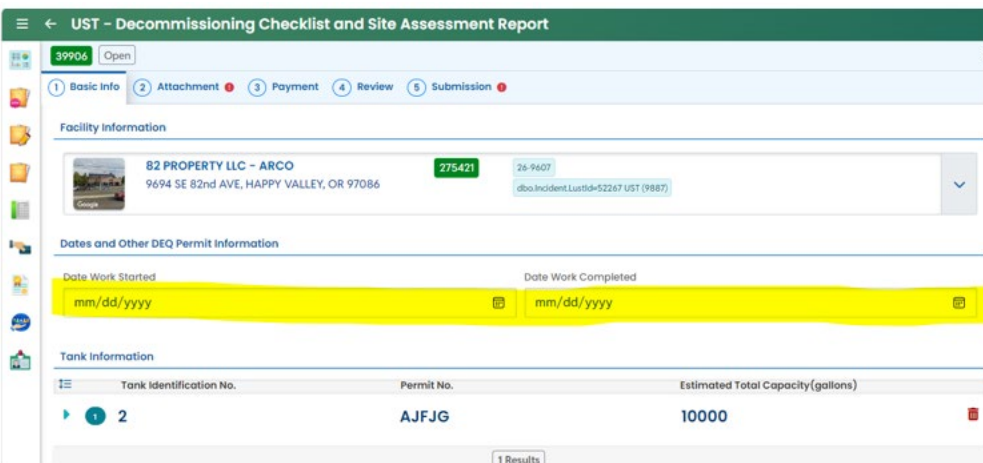 UST - Decommissioning Checklist and Site Assessment Report
39906 Open
1 Basic Info 2 Attachment 3 Payment 4 Review 5 Submission
Facility Information
82 PROPERTY LLC - ARCO 275421 26-9607
9694 SE 82nd AVE, HAPPY VALLEY, OR 97086 dbo.Incident.LustId=52267 UST (9887)
Google
Dates and Other DEQ Permit Information
Date Work Started Date Work Completed
mm/dd/yyyy mm/dd/yyyy
Tank Information
Tank Identification No. Permit No. Estimated Total Capacity(gallons)
1 2 AJFJG 10000
1 Results